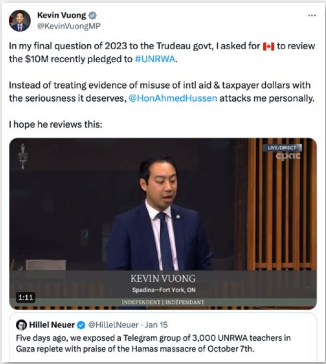 Kevin Vuong
@KevinVuongMP
In my final question of 2023 to the Trudeau govt, I asked for 🇨🇦 to review
the $10M recently pledged to #UNRWA.
Instead of treating evidence of misuse of intl aid & taxpayer dollars with
the seriousness it deserves, @HonAhmedHussen attacks me personally.
I hope he reviews this:
LIVE/DIRECT
cpac
KEVIN VUONG
Spadina—Fort York, ON
INDEPENDENT | INDÉPENDANT
1:11
Hillel Neuer @HillelNeuer · Jan 15
Five days ago, we exposed a Telegram group of 3,000 UNRWA teachers in
Gaza replete with praise of the Hamas massacre of October 7th.